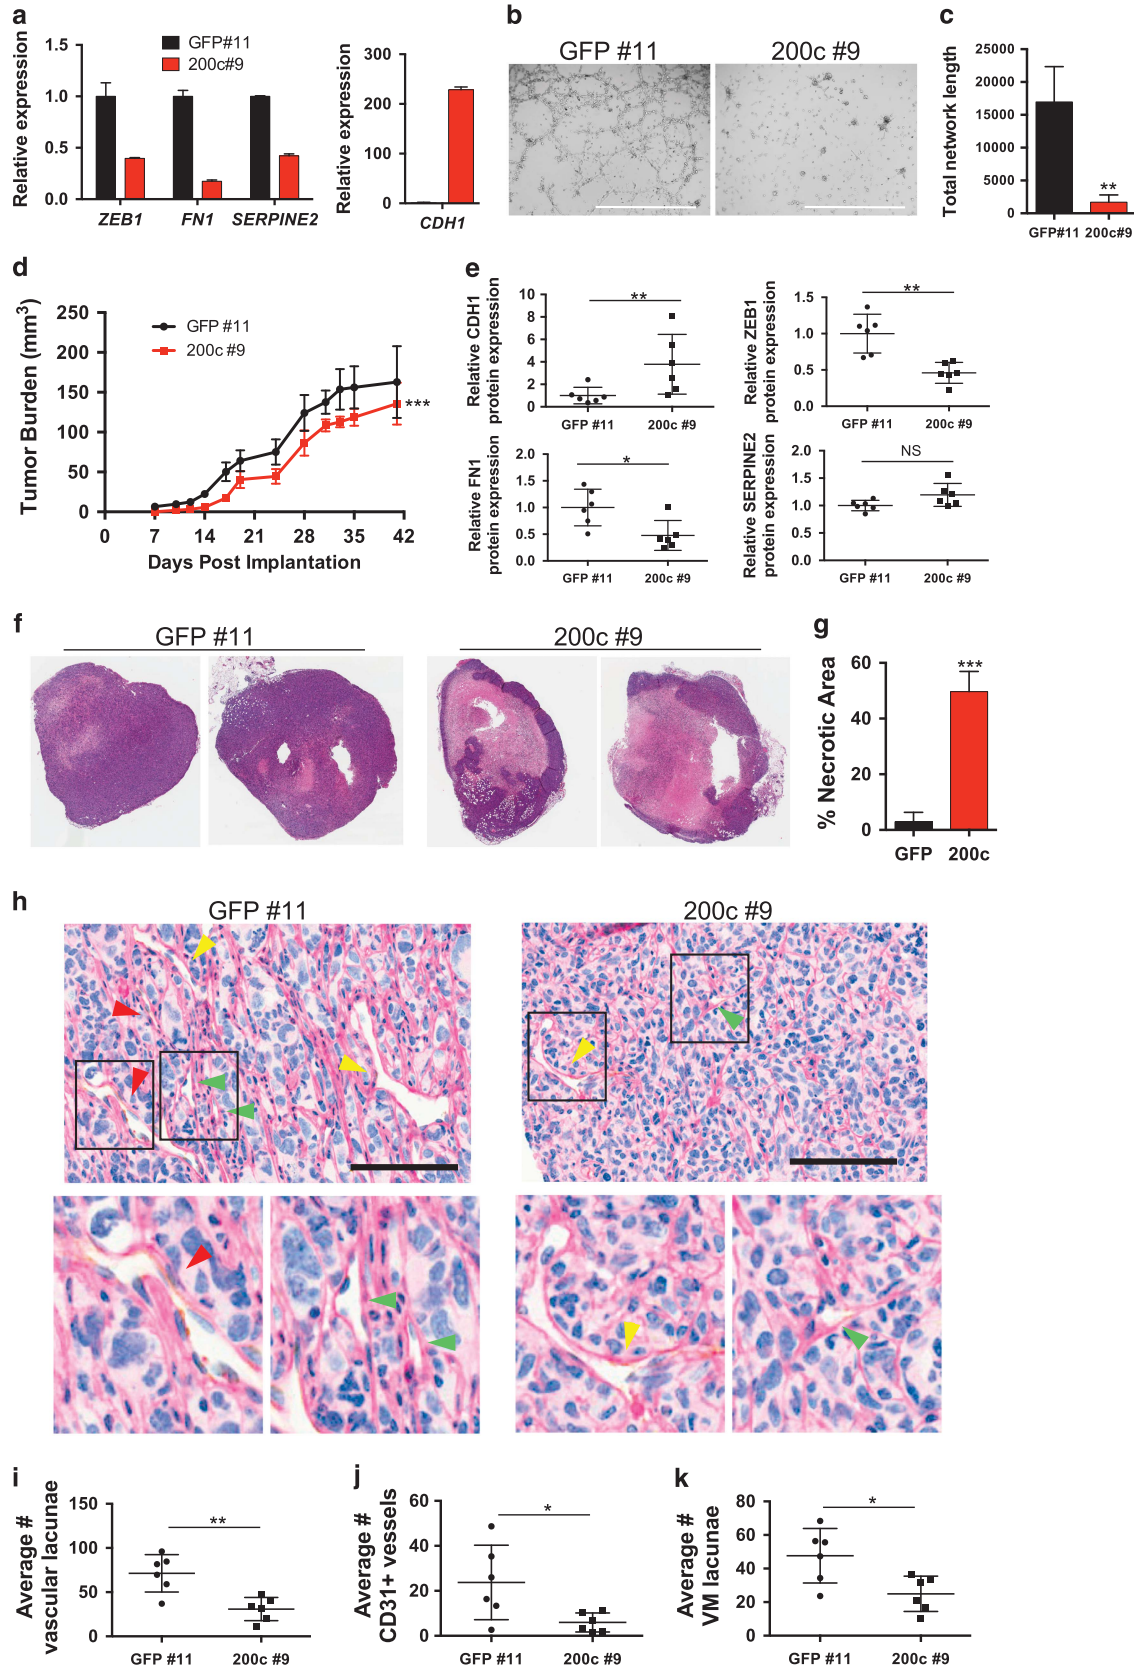 a
Relative expression
1.5
1.0
0.5
0.0
GFP#11
200c#9
ZEB1 FN1 SERPINE2
Relative expression
300
200
100
0
CDH1
b
GFP #11 200c #9
c
Total network length
25000
20000
15000
10000
5000
0
**
GFP#11 200c#9
d
Tumor Burden (mm3)
250
200
150
100
50
0
GFP #11
200c #9
***
0 7 14 21 28 35 42
Days Post Implantation
e
Relative CDH1
protein expression
10
8
6
4
2
0
**
GFP #11 200c #9
Relative ZEB1
protein expression
1.5
1.0
0.5
0.0
**
GFP #11 200c #9
Relative FN1
protein expression
2.0
1.5
1.0
0.5
0.0
*
GFP #11 200c #9
Relative SERPINE2
protein expression
2.0
1.5
1.0
0.5
0.0
NS
GFP #11 200c #9
f
GFP #11 200c #9
g
% Necrotic Area
60
40
20
0
***
GFP 200c
h
GFP #11 200c #9
i
Average #
vascular lacunae
150
100
50
0
**
GFP #11 200c #9
j
Average #
CD31+ vessels
60
40
20
0
*
GFP #11 200c #9
k
Average #
VM lacunae
80
60
40
20
0
*
GFP #11 200c #9